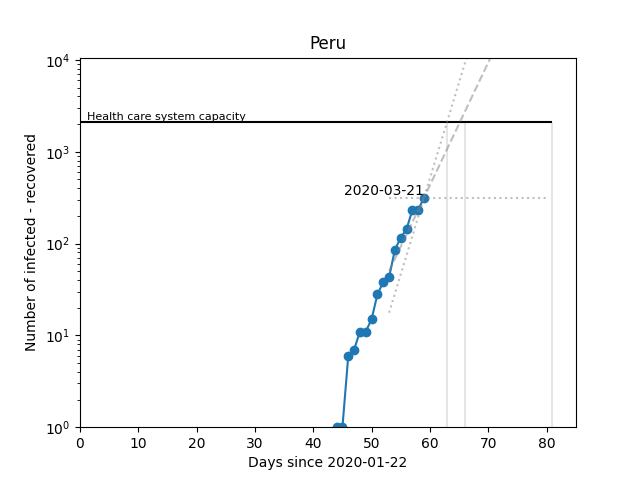 Peru
Number of infected - recovered
10⁴
10³
10²
10¹
10⁰
Health care system capacity
2020-03-21
0 10 20 30 40 50 60 70 80
Days since 2020-01-22